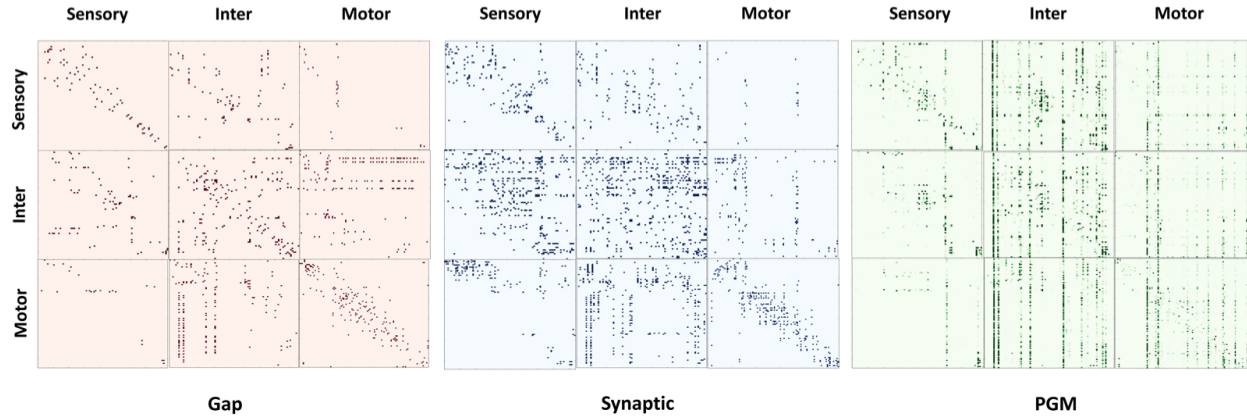 Sensory Inter Motor Sensory Inter Motor Sensory Inter Motor
Sensory
Inter
Motor
Gap Synaptic PGM